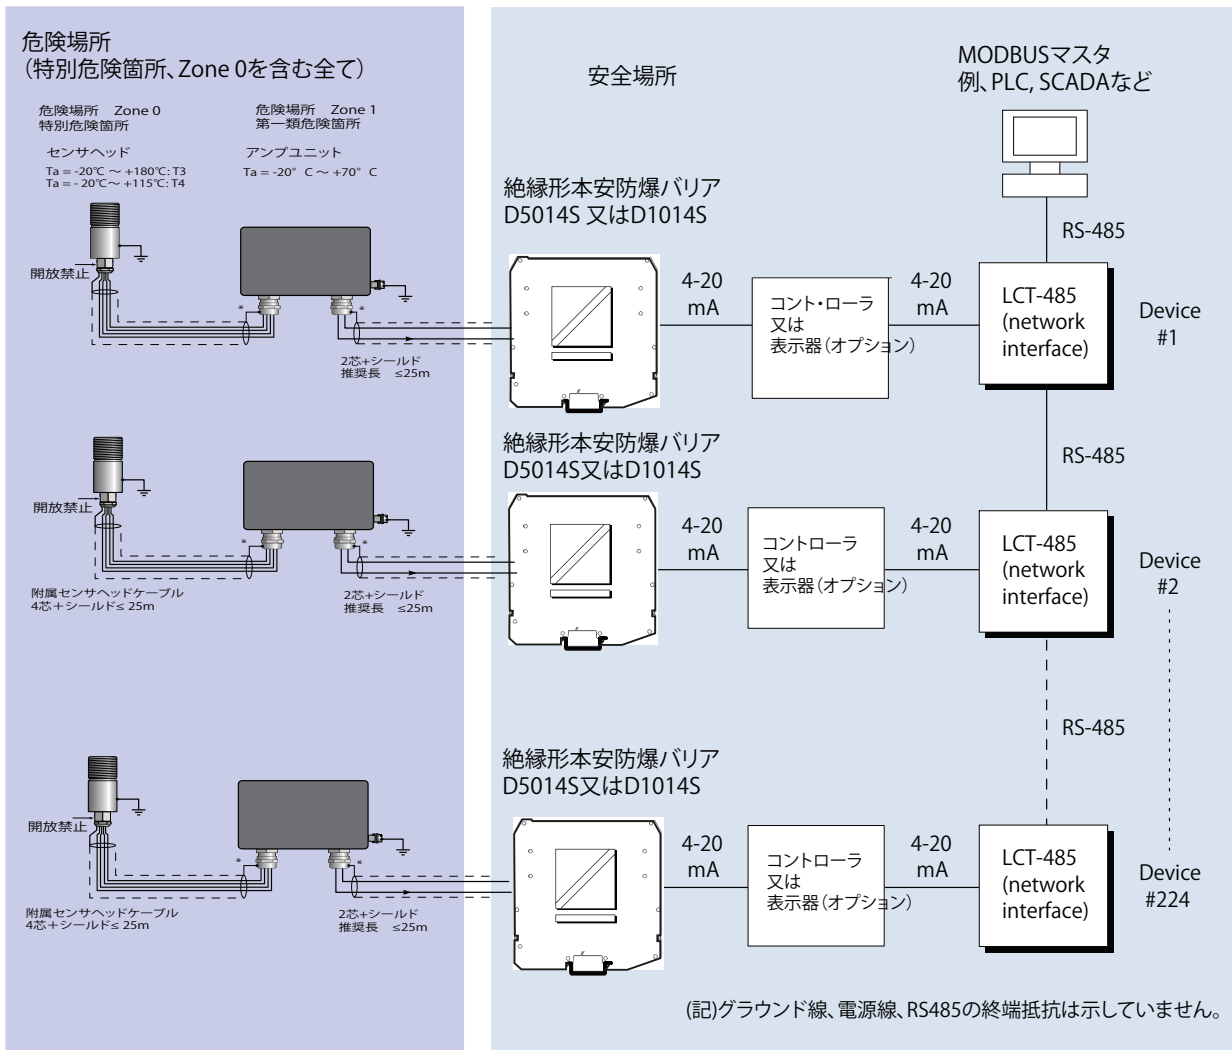 危険場所
（特別危険箇所、Zone 0を含む全て）
危険場所　Zone 0
特別危険箇所
危険場所　Zone 1
第一類危険箇所
センサヘッド
Ta = -20℃ ～ +180℃: T3
Ta = - 20℃～ +115℃: T4
アンプユニット
Ta = -20° C ～ +70° C
開放禁止
*
*
2芯+シールド
推奨長　≤25m
安全場所
MODBUSマスタ
例、PLC, SCADAなど
絶縁形本安防爆バリア
D5014S 又はD1014S
4-20
mA
コント・ローラ
又は
表示器（オプション）
4-20
mA
RS-485
LCT-485
(network
interface)
Device
#1
開放禁止
*
*
附属センサヘッドケーブル
4芯＋シールド≤ 25m
2芯+シールド
推奨長　≤25m
絶縁形本安防爆バリア
D5014S又はD1014S
4-20
mA
コントローラ
又は
表示器（オプション）
4-20
mA
RS-485
LCT-485
(network
interface)
Device
#2
開放禁止
*
*
附属センサヘッドケーブル
4芯＋シールド≤ 25m
2芯+シールド
推奨長　≤25m
絶縁形本安防爆バリア
D5014S又はD1014S
4-20
mA
コントローラ
又は
表示器（オプション）
4-20
mA
RS-485
LCT-485
(network
interface)
Device
#224
(記)グラウンド線、電源線、RS485の終端抵抗は示していません。